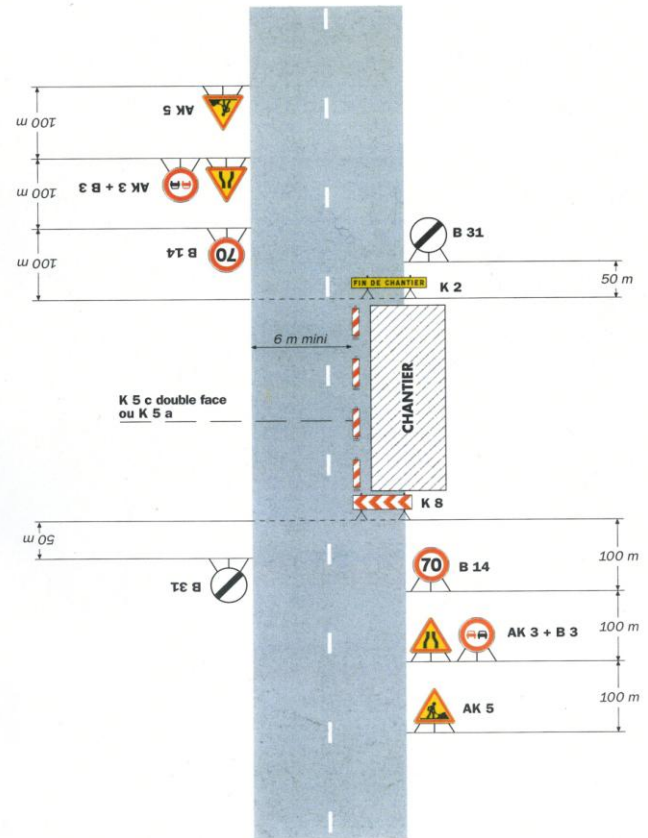 AK 5
100 m
AK 3 + B 3
100 m
70
B 14
100 m
B 31
50 m
FIN DE CHANTIER
K 2
6 m mini
CHANTIER
K 5 c double face
ou K 5 a
K 8
50 m
B 31
70
B 14
100 m
AK 3 + B 3
100 m
AK 5
100 m